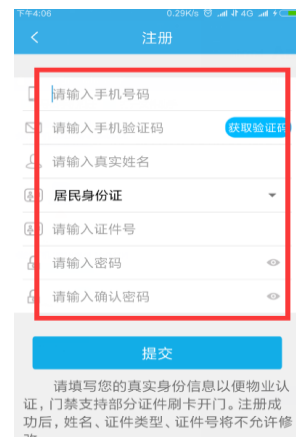 下午4:06 0.29K/s 4G
注册
请输入手机号码
请输入手机验证码 获取验证码
请输入真实姓名
居民身份证
请输入证件号
请输入密码
请输入确认密码
提交
请填写您的真实身份信息以便物业认
证,门禁支持部分证件刷卡开门。注册成
功后,姓名、证件类型、证件号将不允许修